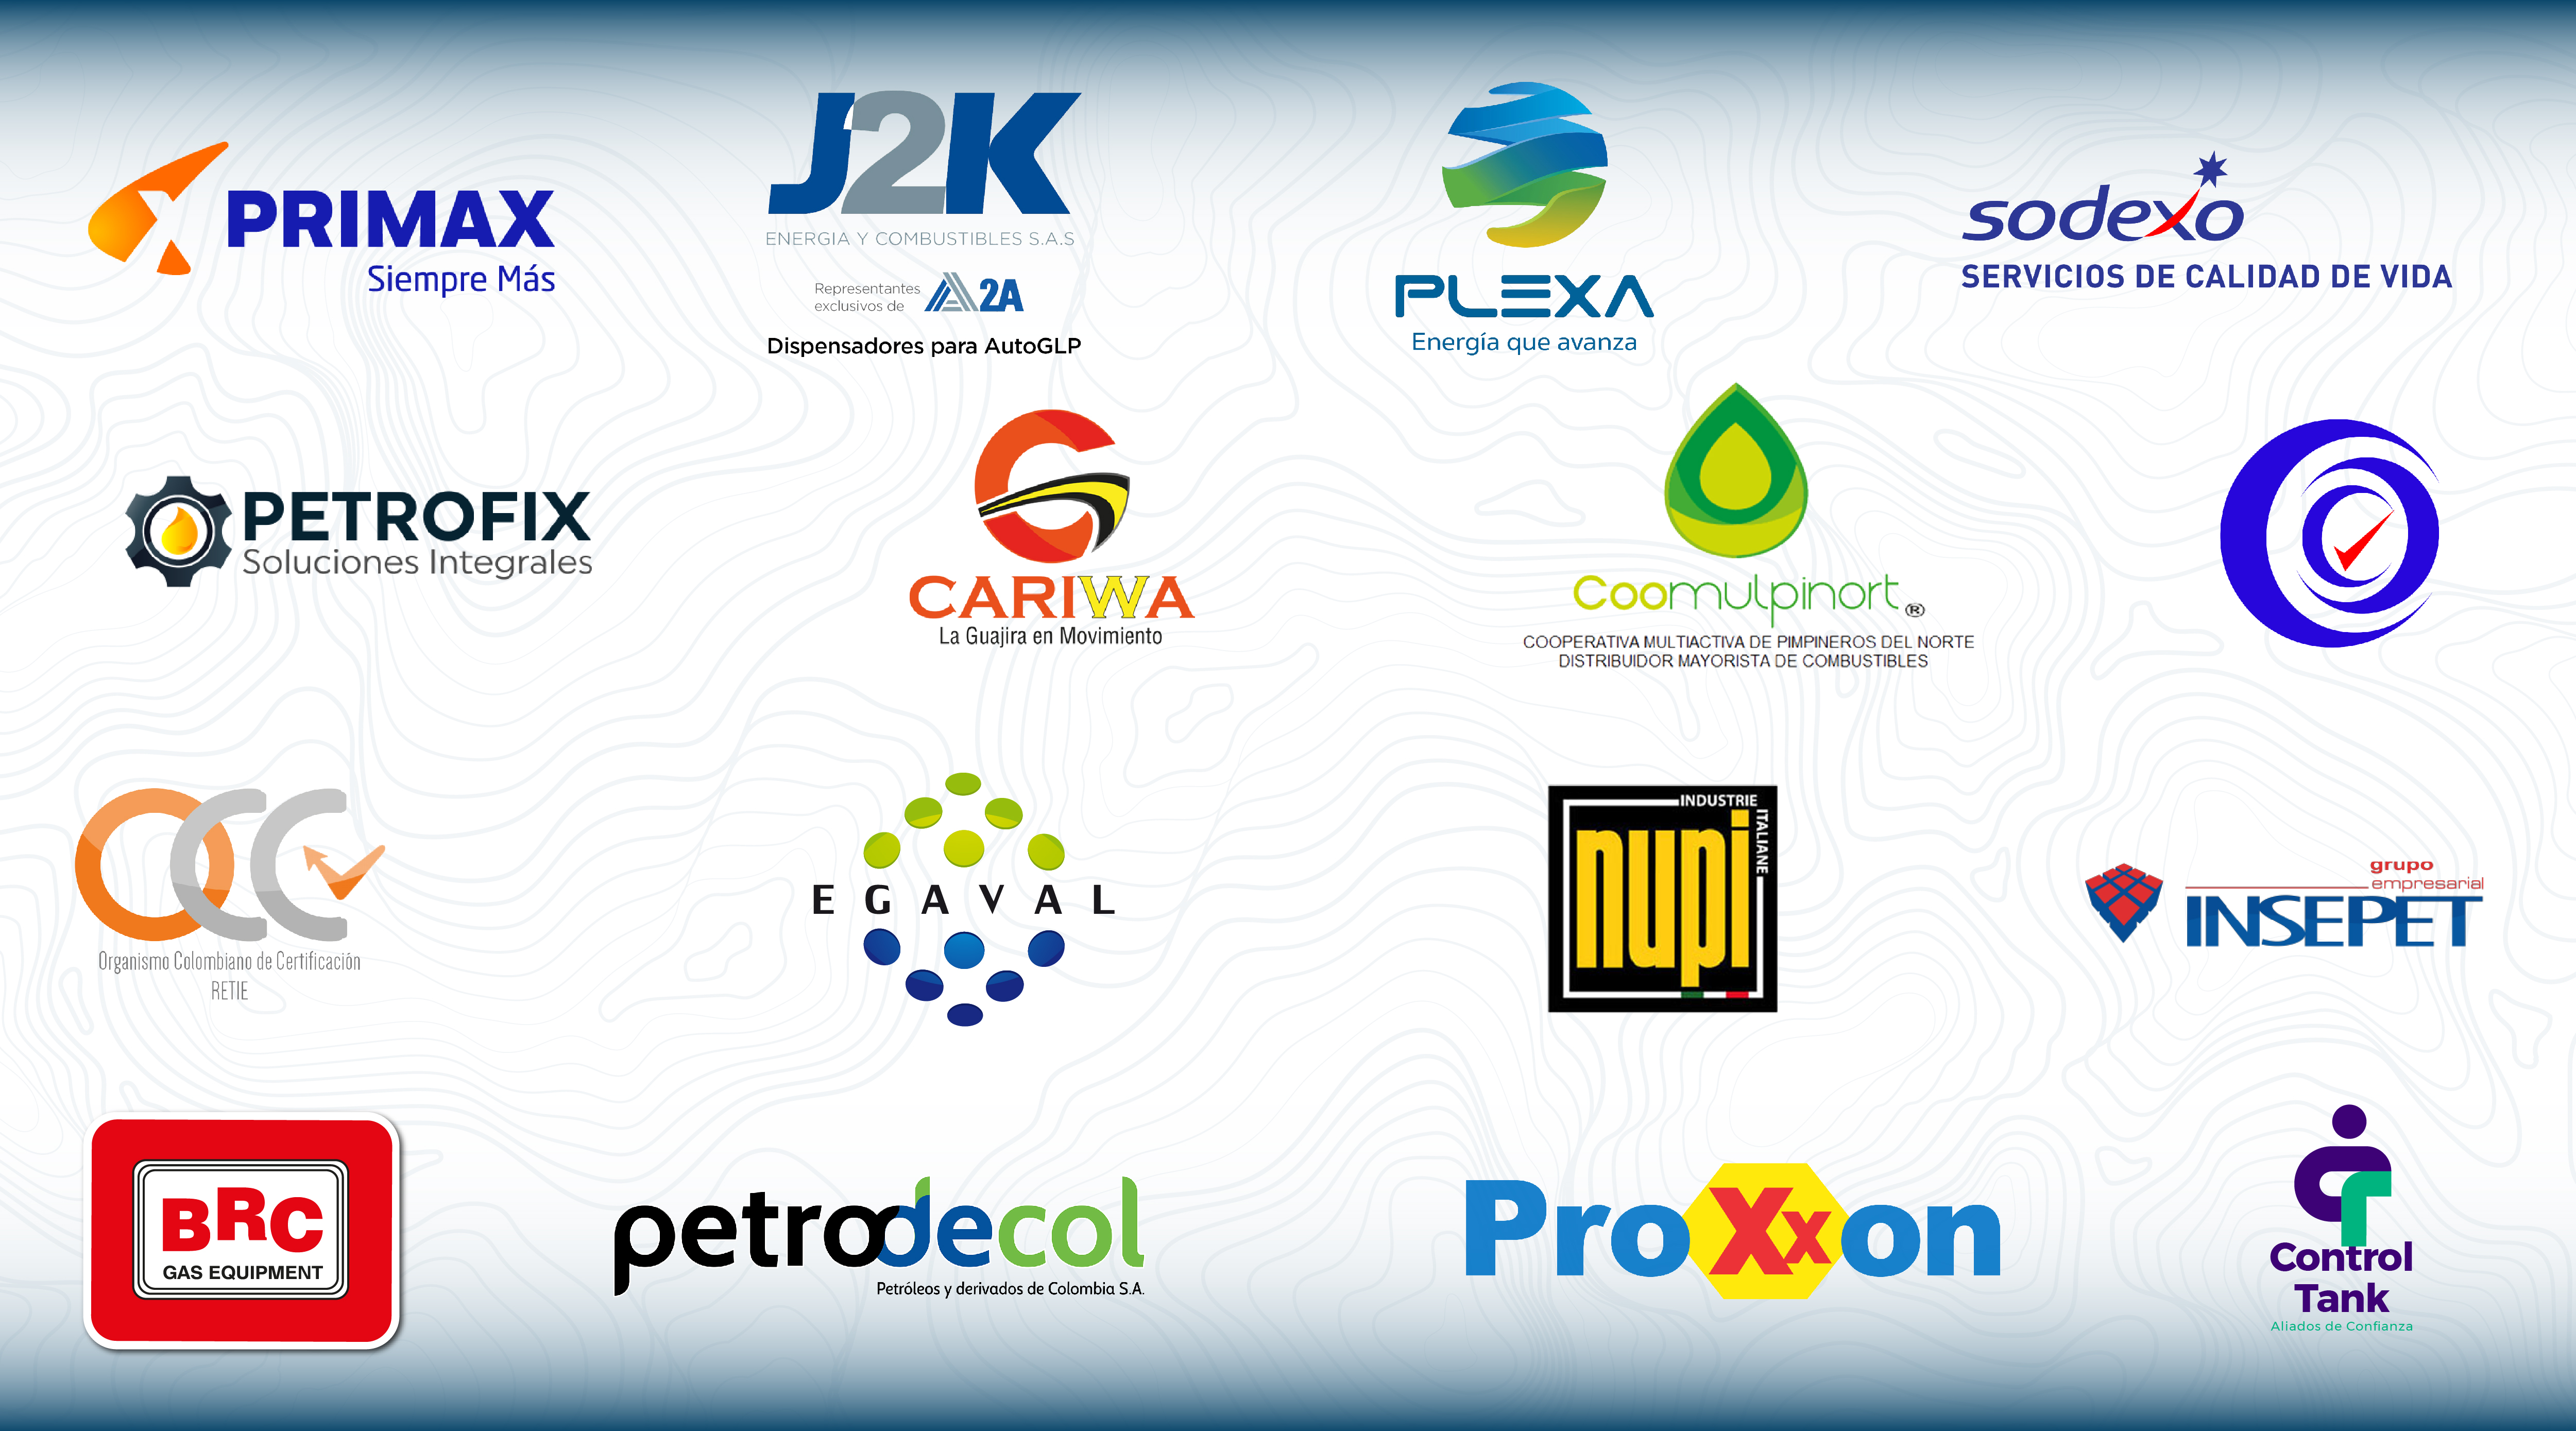 PRIMAX
Siempre Más
J2K
ENERGIA Y COMBUSTIBLES S.A.S
Representantes
exclusivos de
2A
Dispensadores para AutoGLP
PLEXA
Energía que avanza
sodexo
SERVICIOS DE CALIDAD DE VIDA
PETROFIX
Soluciones Integrales
CARIWA
La Guajira en Movimiento
Coomulpinort ®
COOPERATIVA MULTIACTIVA DE PIMPINEROS DEL NORTE
DISTRIBUIDOR MAYORISTA DE COMBUSTIBLES
OCC
Organismo Colombiano de Certificación
RETIE
EGAVAL
INDUSTRIE
ITALIANE
nupi
grupo
empresarial
INSEPET
BRC
GAS EQUIPMENT
petrodecol
Petróleos y derivados de Colombia S.A.
ProXxon
Control
Tank
Aliados de Confianza